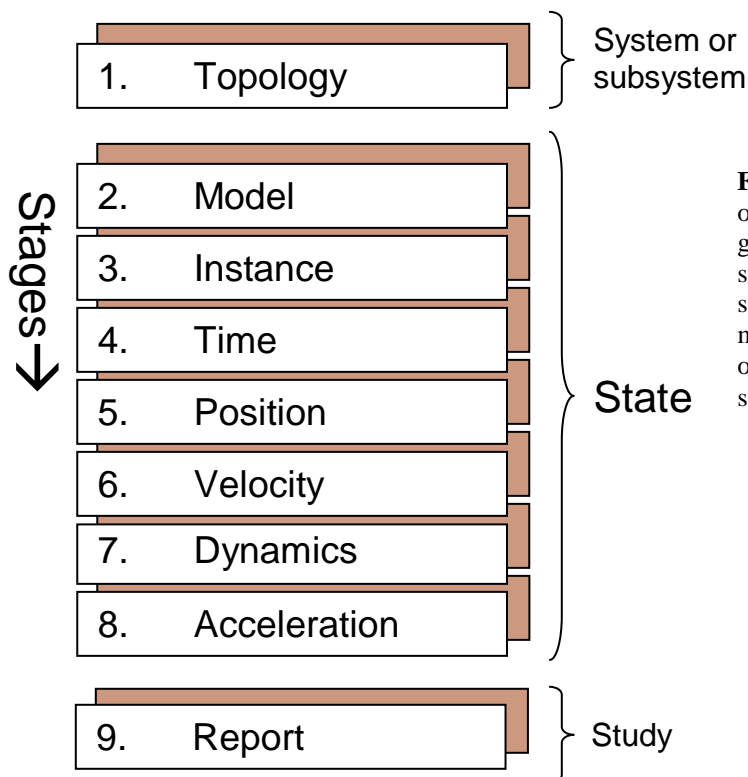 1. Topology
System or
subsystem
Stages→
2. Model
3. Instance
4. Time
5. Position
6. Velocity
7. Dynamics
8. Acceleration
State
9. Report
Study